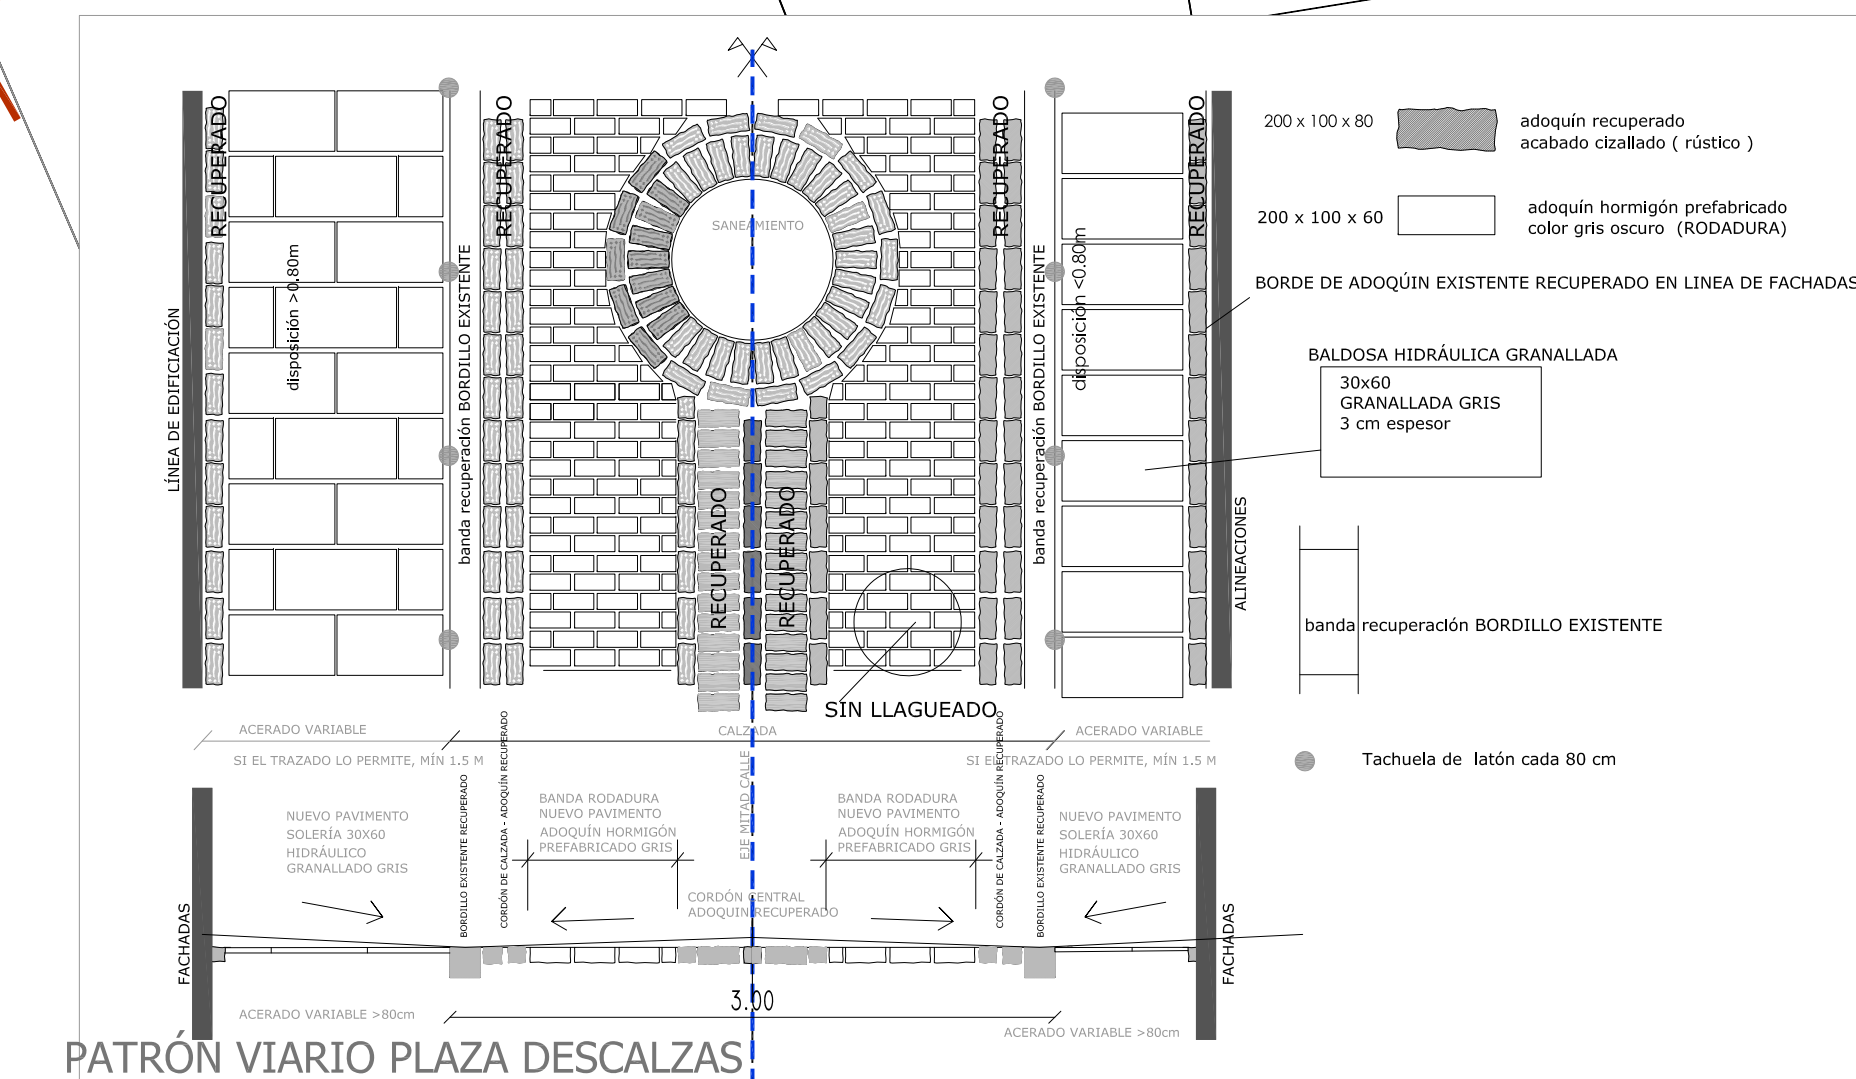 RECUPERADO
RECUPERADO
RECUPERADO
RECUPERADO
SANEAMIENTO
disposición >0.80m
disposición <0.80m
LÍNEA DE EDIFICIACIÓN
banda recuperación BORDILLO EXISTENTE
banda recuperación BORDILLO EXISTENTE
RECUPERADO
RECUPERADO
ALINEACIONES
SIN LLAGUEADO
200 x 100 x 80
adoquín recuperado
acabado cizallado ( rústico )
200 x 100 x 60
adoquín hormigón prefabricado
color gris oscuro (RODADURA)
BORDE DE ADOQÚIN EXISTENTE RECUPERADO EN LINEA DE FACHADAS
BALDOSA HIDRÁULICA GRANALLADA
30x60
GRANALLADA GRIS
3 cm espesor
banda recuperación BORDILLO EXISTENTE
Tachuela de latón cada 80 cm
ACERADO VARIABLE
CALZADA
ACERADO VARIABLE
SI EL TRAZADO LO PERMITE, MÍN 1.5 M
SI EL TRAZADO LO PERMITE, MÍN 1.5 M
NUEVO PAVIMENTO
SOLERÍA 30X60
HIDRÁULICO
GRANALLADO GRIS
BORDILLO EXISTENTE RECUPERADO
CORDÓN DE CALZADA - ADOQUÍN RECUPERADO
BANDA RODADURA
NUEVO PAVIMENTO
ADOQUÍN HORMIGÓN
PREFABRICADO GRIS
EJE MITAD CALLE
BANDA RODADURA
NUEVO PAVIMENTO
ADOQUÍN HORMIGÓN
PREFABRICADO GRIS
CORDÓN DE CALZADA - ADOQUÍN RECUPERADO
BORDILLO EXISTENTE RECUPERADO
NUEVO PAVIMENTO
SOLERÍA 30X60
HIDRÁULICO
GRANALLADO GRIS
CORDÓN CENTRAL
ADOQUIN RECUPERADO
FACHADAS
FACHADAS
3.00
ACERADO VARIABLE >80cm
ACERADO VARIABLE >80cm
PATRÓN VIARIO PLAZA DESCALZAS